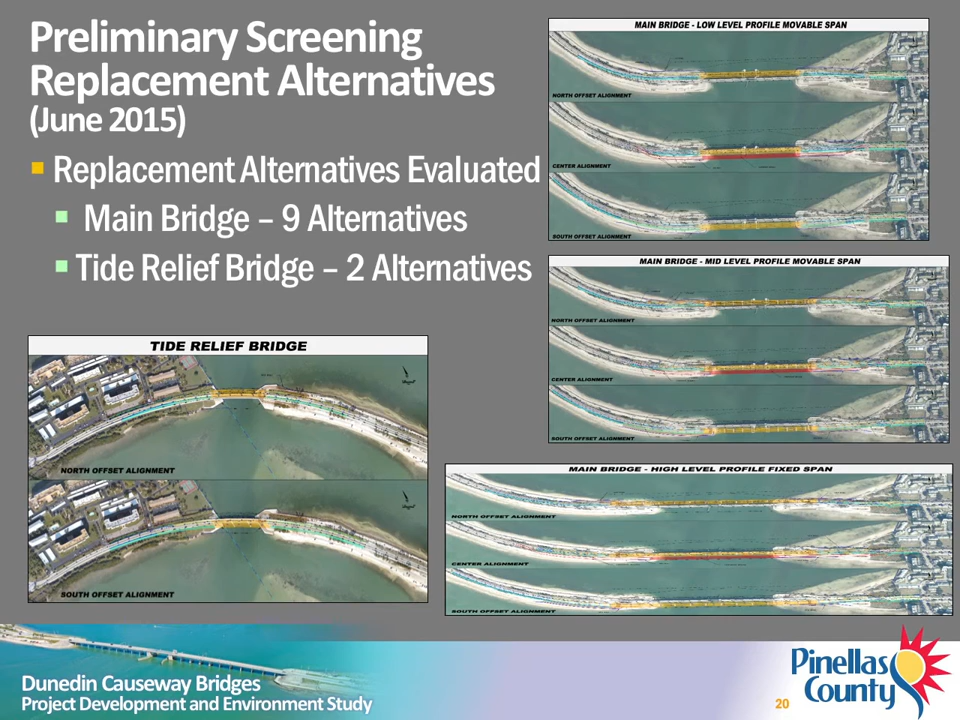 Preliminary Screening
Replacement Alternatives
(June 2015)
Replacement Alternatives Evaluated
Main Bridge – 9 Alternatives
Tide Relief Bridge – 2 Alternatives
MAIN BRIDGE - LOW LEVEL PROFILE MOVABLE SPAN
NORTH OFFSET ALIGNMENT
CENTER ALIGNMENT
SOUTH OFFSET ALIGNMENT
MAIN BRIDGE - MID LEVEL PROFILE MOVABLE SPAN
NORTH OFFSET ALIGNMENT
CENTER ALIGNMENT
SOUTH OFFSET ALIGNMENT
TIDE RELIEF BRIDGE
NORTH OFFSET ALIGNMENT
SOUTH OFFSET ALIGNMENT
MAIN BRIDGE - HIGH LEVEL PROFILE FIXED SPAN
NORTH OFFSET ALIGNMENT
CENTER ALIGNMENT
SOUTH OFFSET ALIGNMENT
Dunedin Causeway Bridges
Project Development and Environment Study
20
Pinellas
County